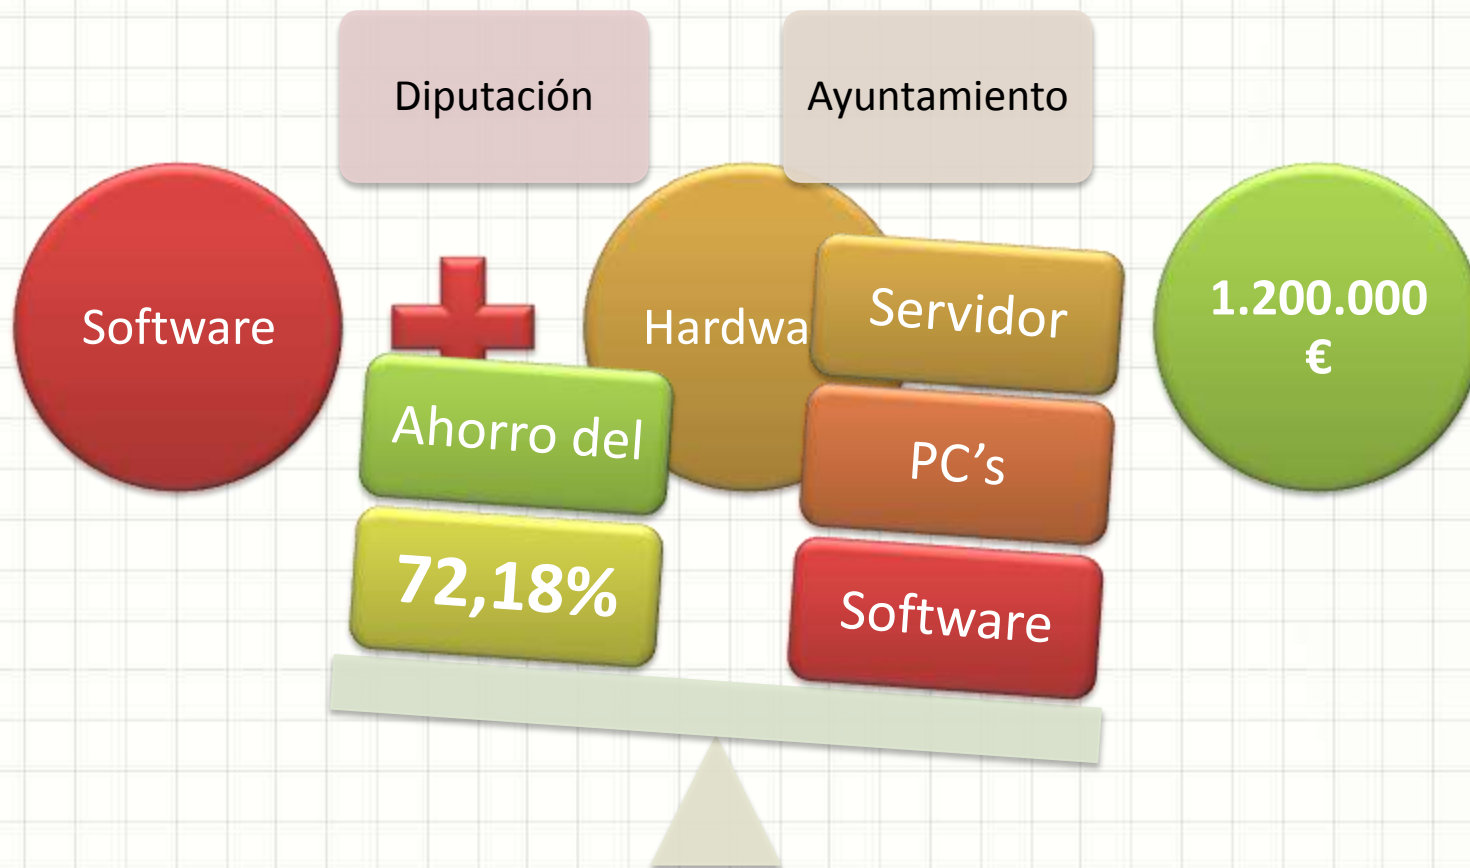 Diputación
Ayuntamiento
Software
Hardwa
1.200.000
€
Servidor
PC’s
Software
Ahorro del
72,18%